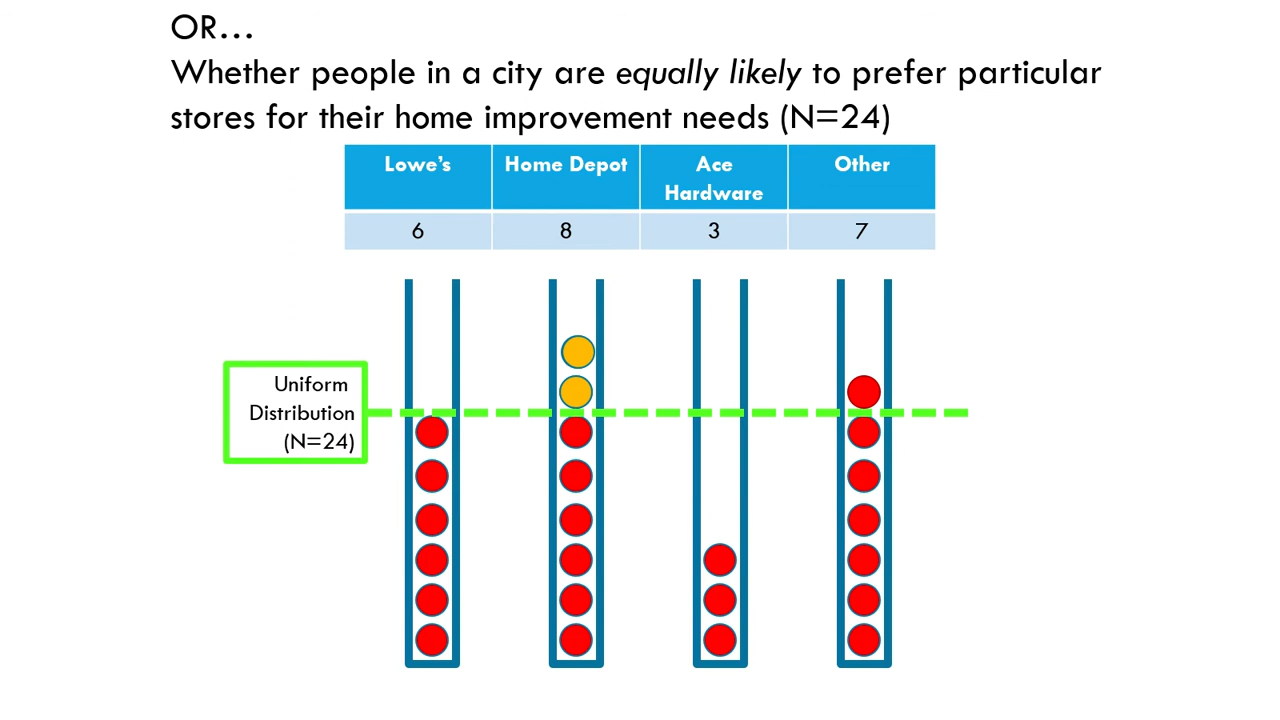 OR…
Whether people in a city are equally likely to prefer particular
stores for their home improvement needs (N=24)
Lowe’s Home Depot Ace Hardware Other
6 8 3 7
Uniform
Distribution
(N=24)